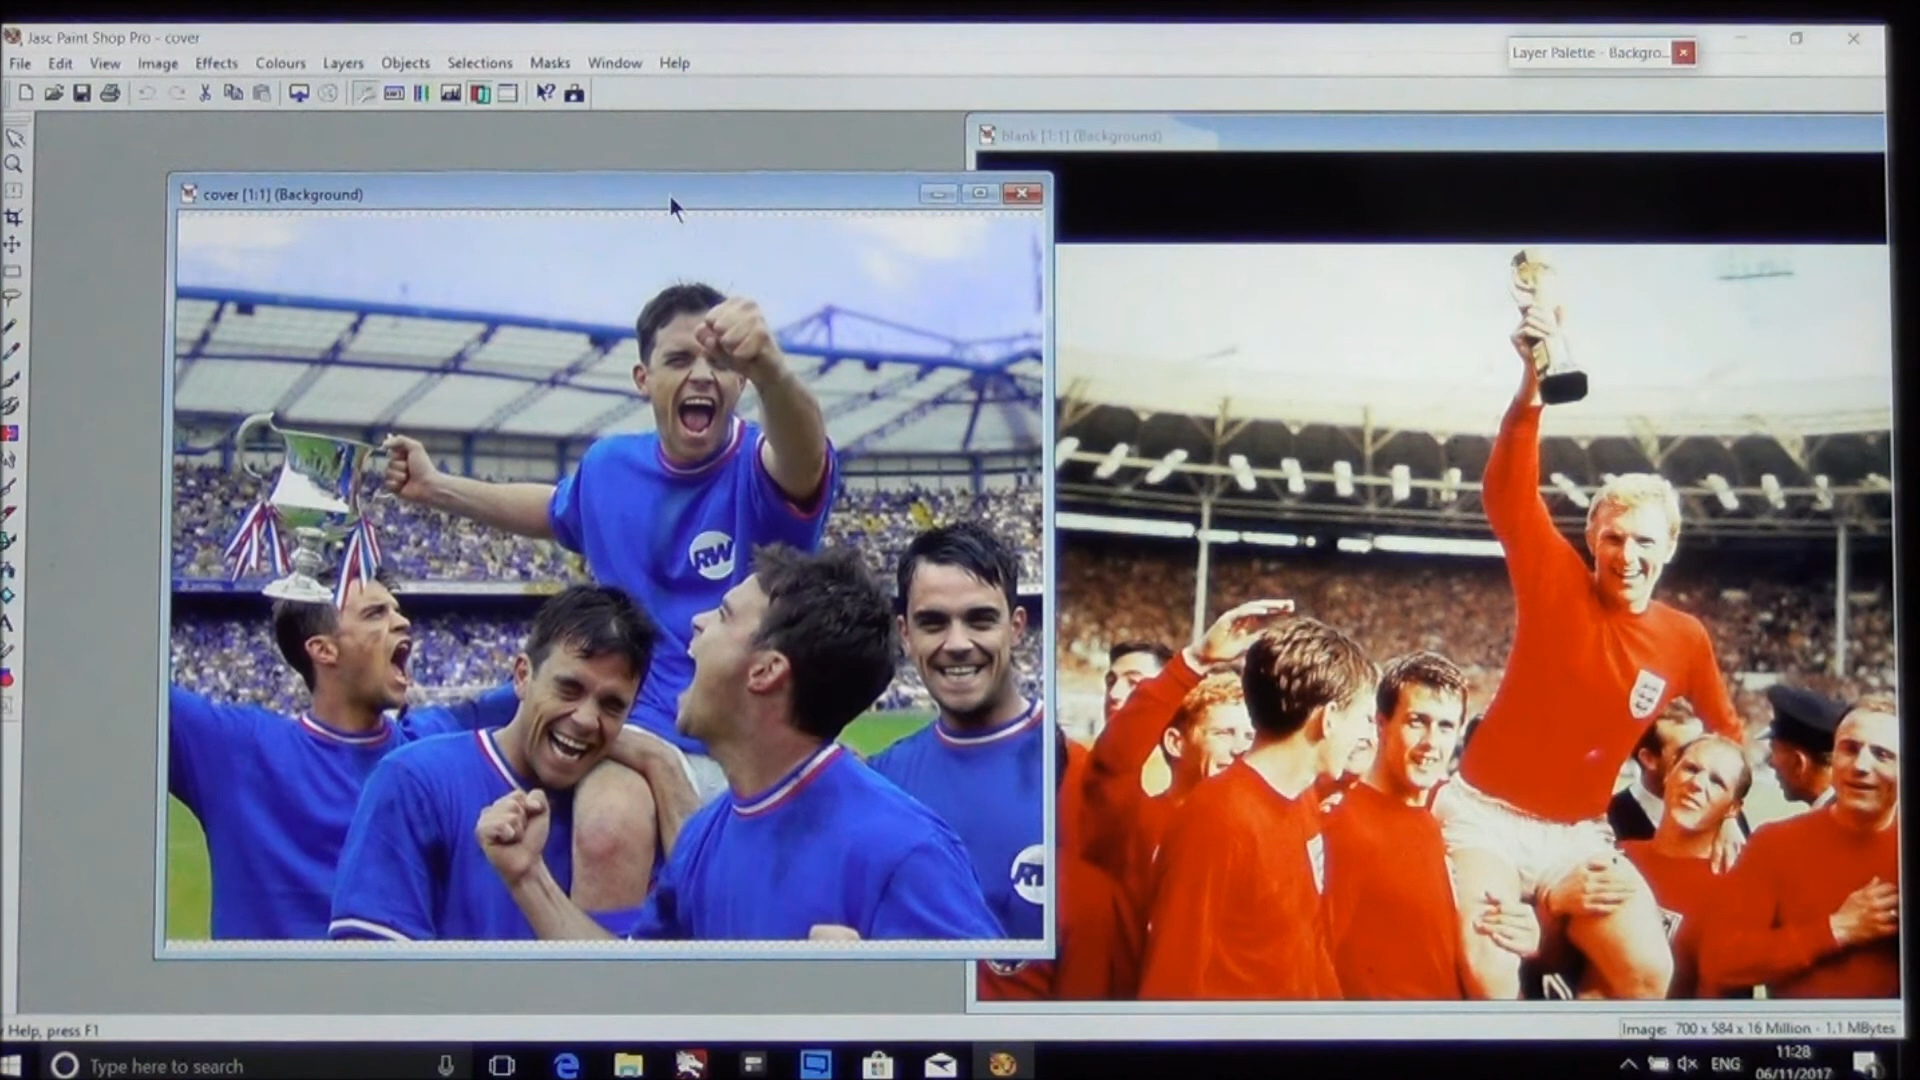 Jasc Paint Shop Pro - cover
Layer Palette - Backgro...
File Edit View Image Effects Colours Layers Objects Selections Masks Window Help
blank [1:1] (Background)
cover [1:1] (Background)
RW
Help, press F1
Image: 700 x 584 x 16 Million - 1.1 MBytes
Type here to search
ENG
11:28
06/11/2017